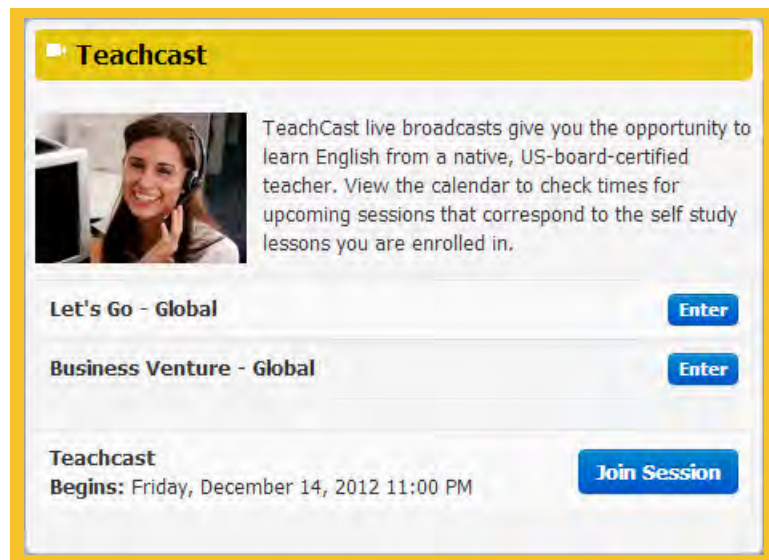 Teachcast
TeachCast live broadcasts give you the opportunity to
learn English from a native, US-board-certified
teacher. View the calendar to check times for
upcoming sessions that correspond to the self study
lessons you are enrolled in.
Let's Go - Global
Enter
Business Venture - Global
Enter
Teachcast
Begins: Friday, December 14, 2012 11:00 PM
Join Session